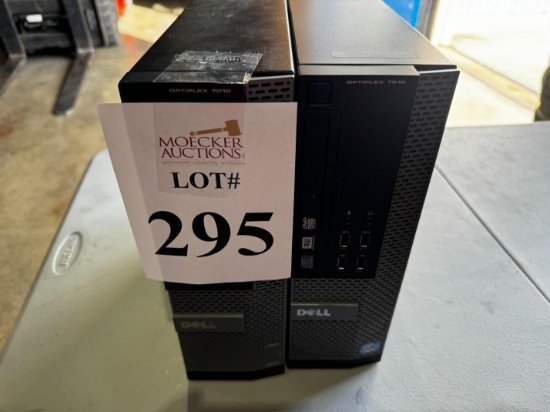 OPTIPLEX 7010
OPTIPLEX 7010
MOECKER
AUCTIONS
LOT#
295
DELL
DELL